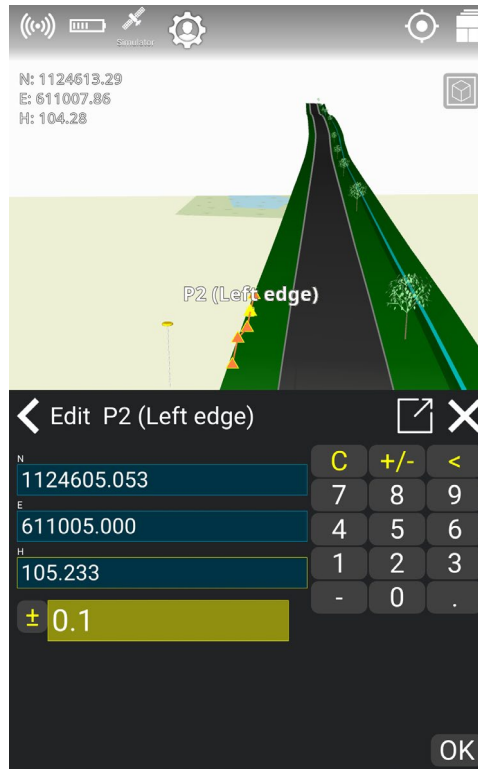 Simulator
N: 1124613.29
E: 611007.86
H: 104.28
P2 (Left edge)
Edit P2 (Left edge)
N
1124605.053
E
611005.000
H
105.233
± 0.1
C +/- <
7 8 9
4 5 6
1 2 3
- 0 .
OK